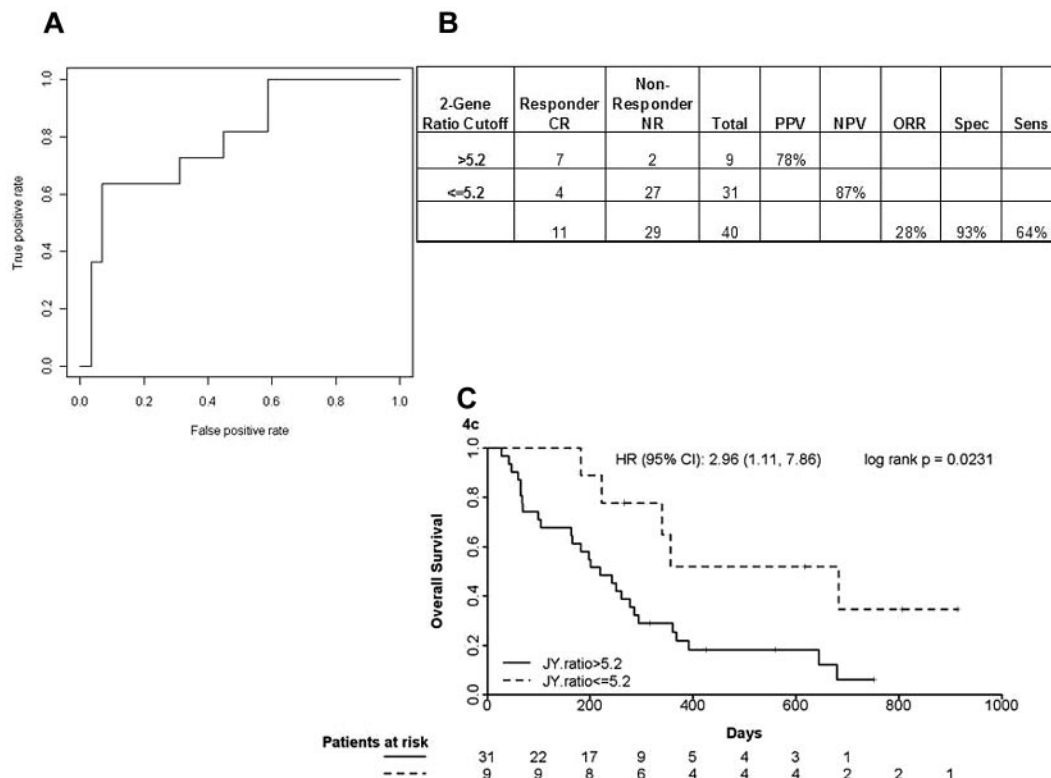 A
1.0
0.8
0.6
0.4
0.2
0.0
True positive rate
0.0 0.2 0.4 0.6 0.8 1.0
False positive rate
B
2-Gene Ratio Cutoff Responder CR Non-Responder NR Total PPV NPV ORR Spec Sens
>5.2 7 2 9 78%
<=5.2 4 27 31 87%
11 29 40 28% 93% 64%
C
4c
1.0
0.8
0.6
0.4
0.2
0.0
Overall Survival
HR (95% CI): 2.96 (1.11, 7.86) log rank p = 0.0231
JY.ratio>5.2
JY.ratio<=5.2
0 200 400 600 800 1000
Days
Patients at risk
31 22 17 9 5 4 3 1
9 9 8 6 4 4 4 2 2 1